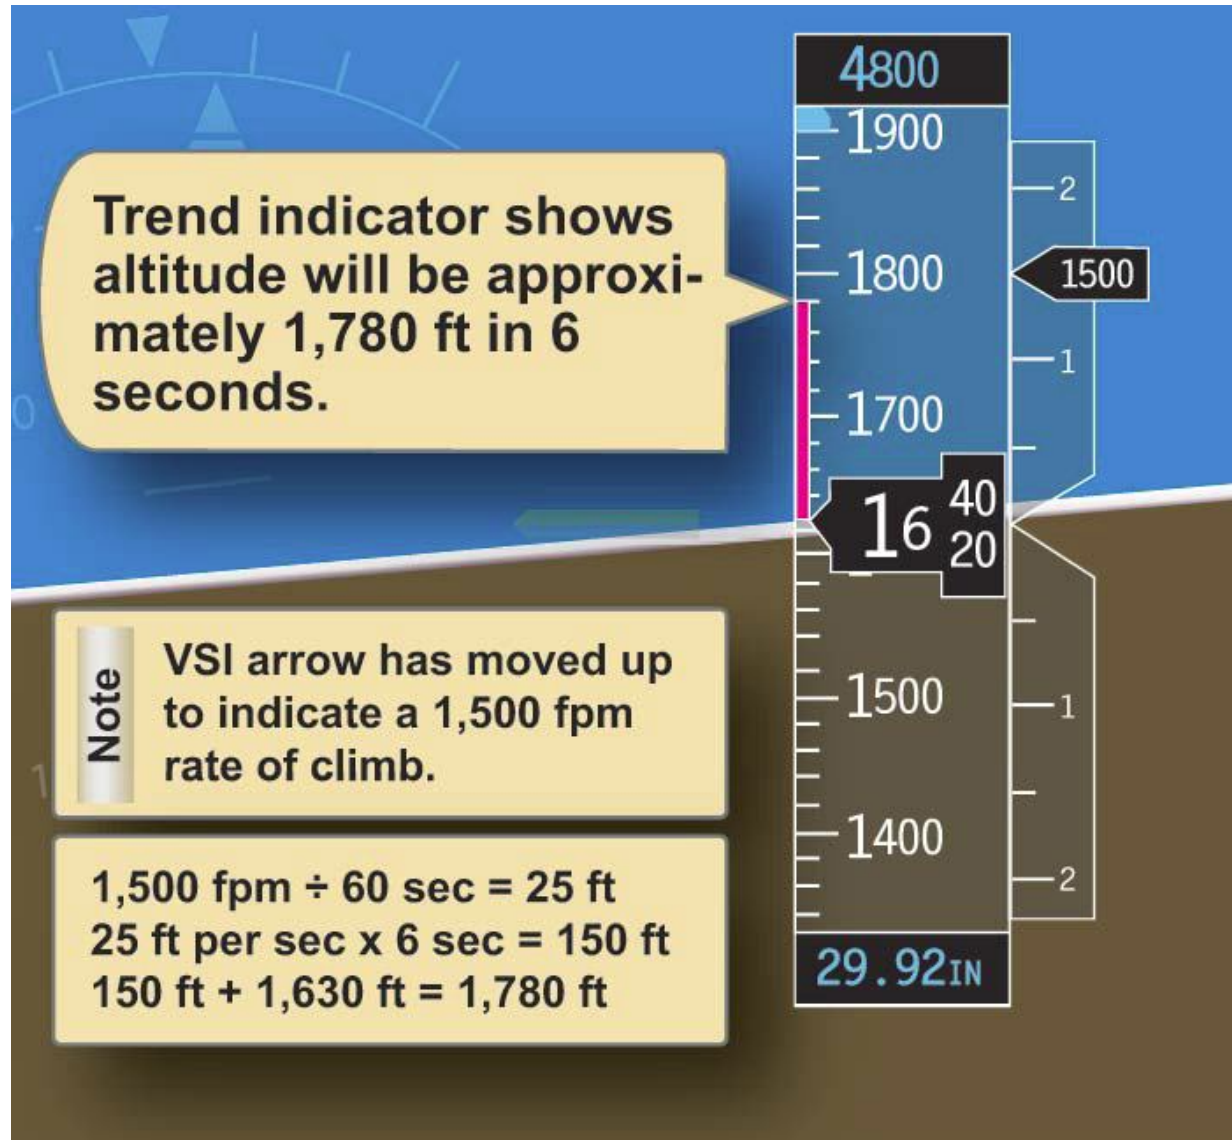 4800
1900
2
Trend indicator shows
altitude will be approxi-
mately 1,780 ft in 6
seconds.
1800
1500
1
1700
16
40
20
Note
VSI arrow has moved up
to indicate a 1,500 fpm
rate of climb.
1500
1
1400
2
1,500 fpm ÷ 60 sec = 25 ft
25 ft per sec x 6 sec = 150 ft
150 ft + 1,630 ft = 1,780 ft
29.92IN